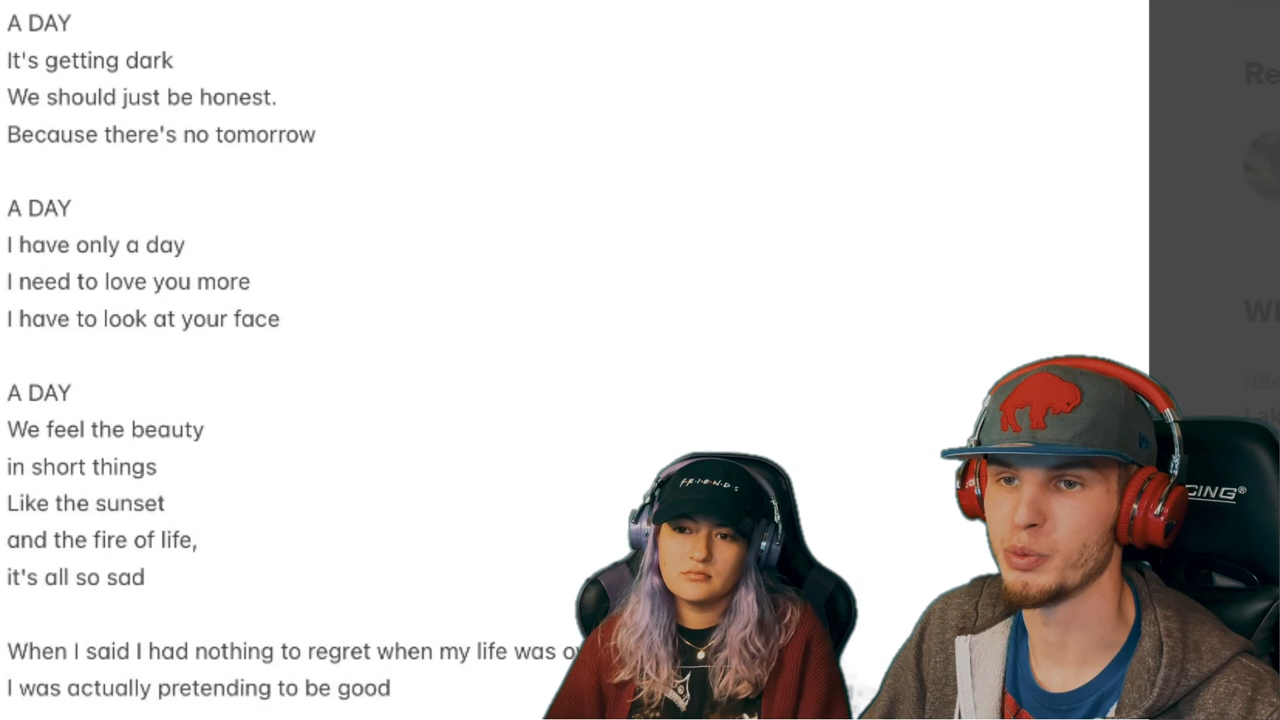 A DAY
It's getting dark
We should just be honest.
Because there's no tomorrow
A DAY
I have only a day
I need to love you more
I have to look at your face
A DAY
We feel the beauty
in short things
Like the sunset
and the fire of life,
it's all so sad
When I said I had nothing to regret when my life was
I was actually pretending to be good
Re
F·R·I·E·N·D·S
CING®